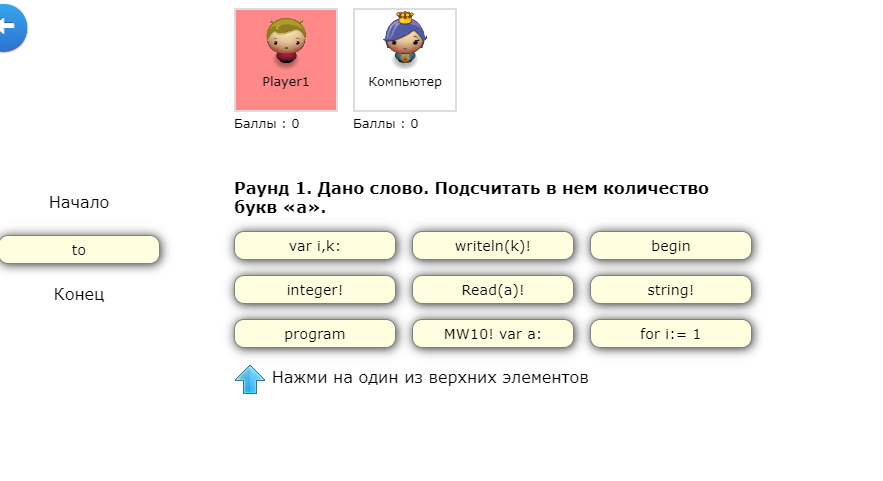 Player1
Компьютер
Баллы : 0
Баллы : 0
Начало
to
Конец
Раунд 1. Дано слово. Подсчитать в нем количество
букв «а».
var i,k:
writeln(k)!
begin
integer!
Read(a)!
string!
program
MW10! var a:
for i:= 1
Нажми на один из верхних элементов